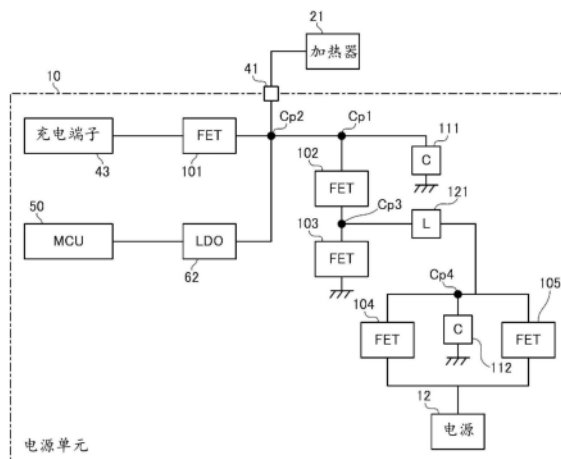 21
加热器
10
41
充电端子
43
FET
101
Cp2
Cp1
111
C
102
FET
Cp3
121
L
50
MCU
LDO
62
103
FET
Cp4
104
FET
C
112
105
FET
12
电源
电源单元